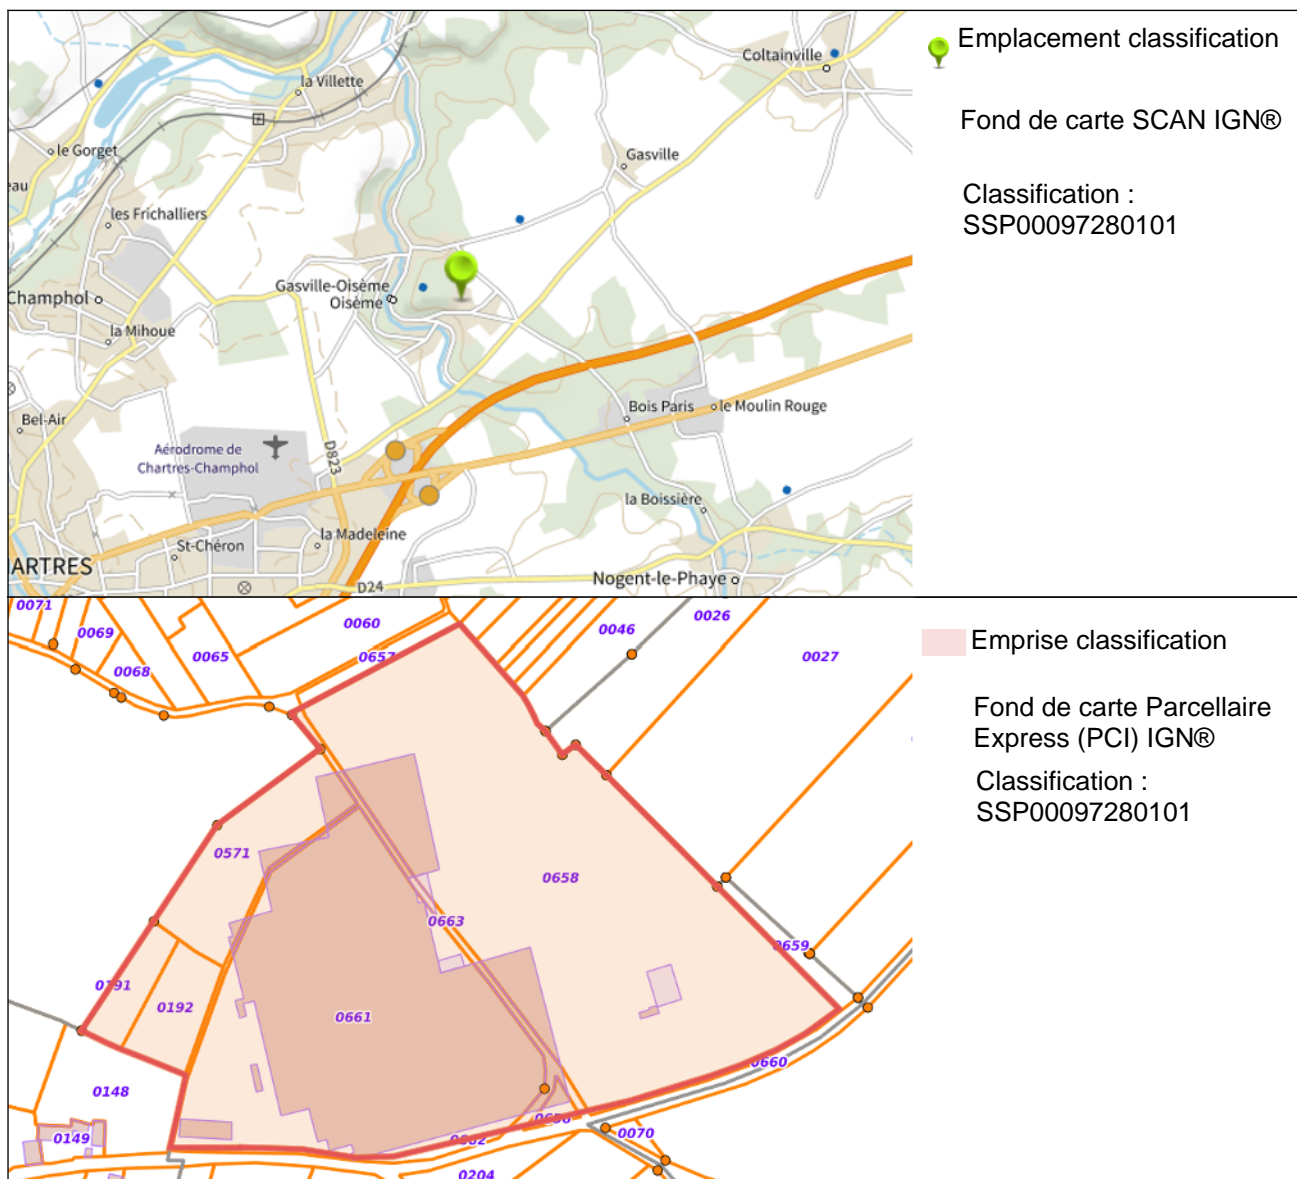 Coltainville
la Villette
le Gorget
Gasville
eau
les Frichalliers
Gasville-Oisème
Oisème
Champhol
la Mihoue
Bel-Air
Bois Paris
le Moulin Rouge
Aérodrome de
Chartres-Champhol
D823
la Boissière
la Madeleine
St-Chéron
ARTRES
D24
Nogent-le-Phaye
Emplacement classification
Fond de carte SCAN IGN®
Classification :
SSP00097280101
0071
0069
0068
0065
0060
0657
0046
0026
0027
0571
0658
0663
0659
0191
0192
0661
0660
0148
0149
0662
0656
0070
0204
Emprise classification
Fond de carte Parcellaire
Express (PCI) IGN®
Classification :
SSP00097280101